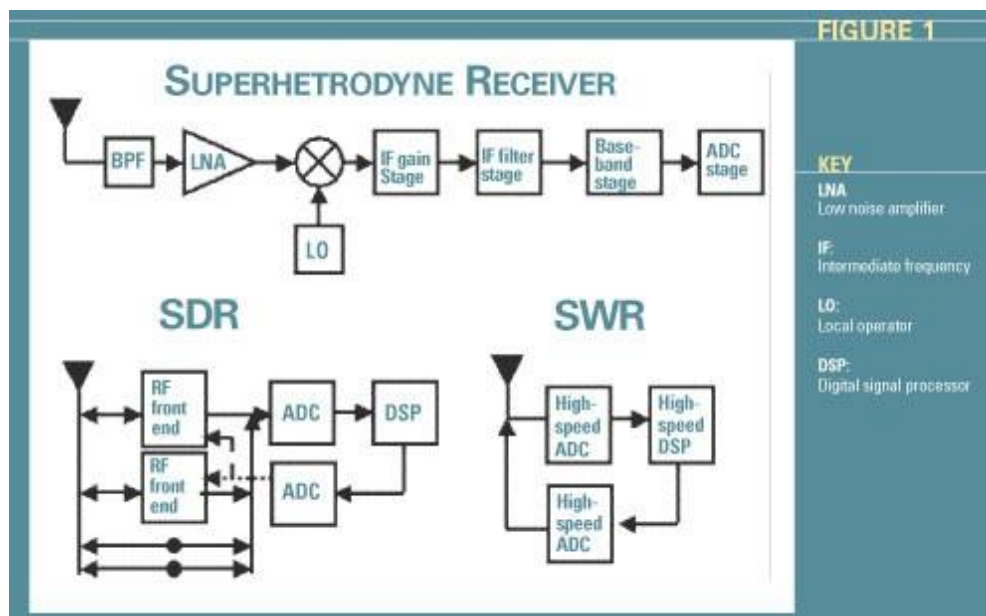 FIGURE 1
SUPERHETRODYNE RECEIVER
BPF
LNA
IF gain
Stage
IF filter
stage
Base-
band
stage
ADC
stage
LO
KEY
LNA
Low noise amplifier
IF:
Intermediate frequency
LO:
Local operator
DSP:
Digital signal processor
SDR
RF
front
end
ADC
DSP
RF
front
end
ADC
SWR
High-
speed
ADC
High-
speed
DSP
High-
speed
ADC